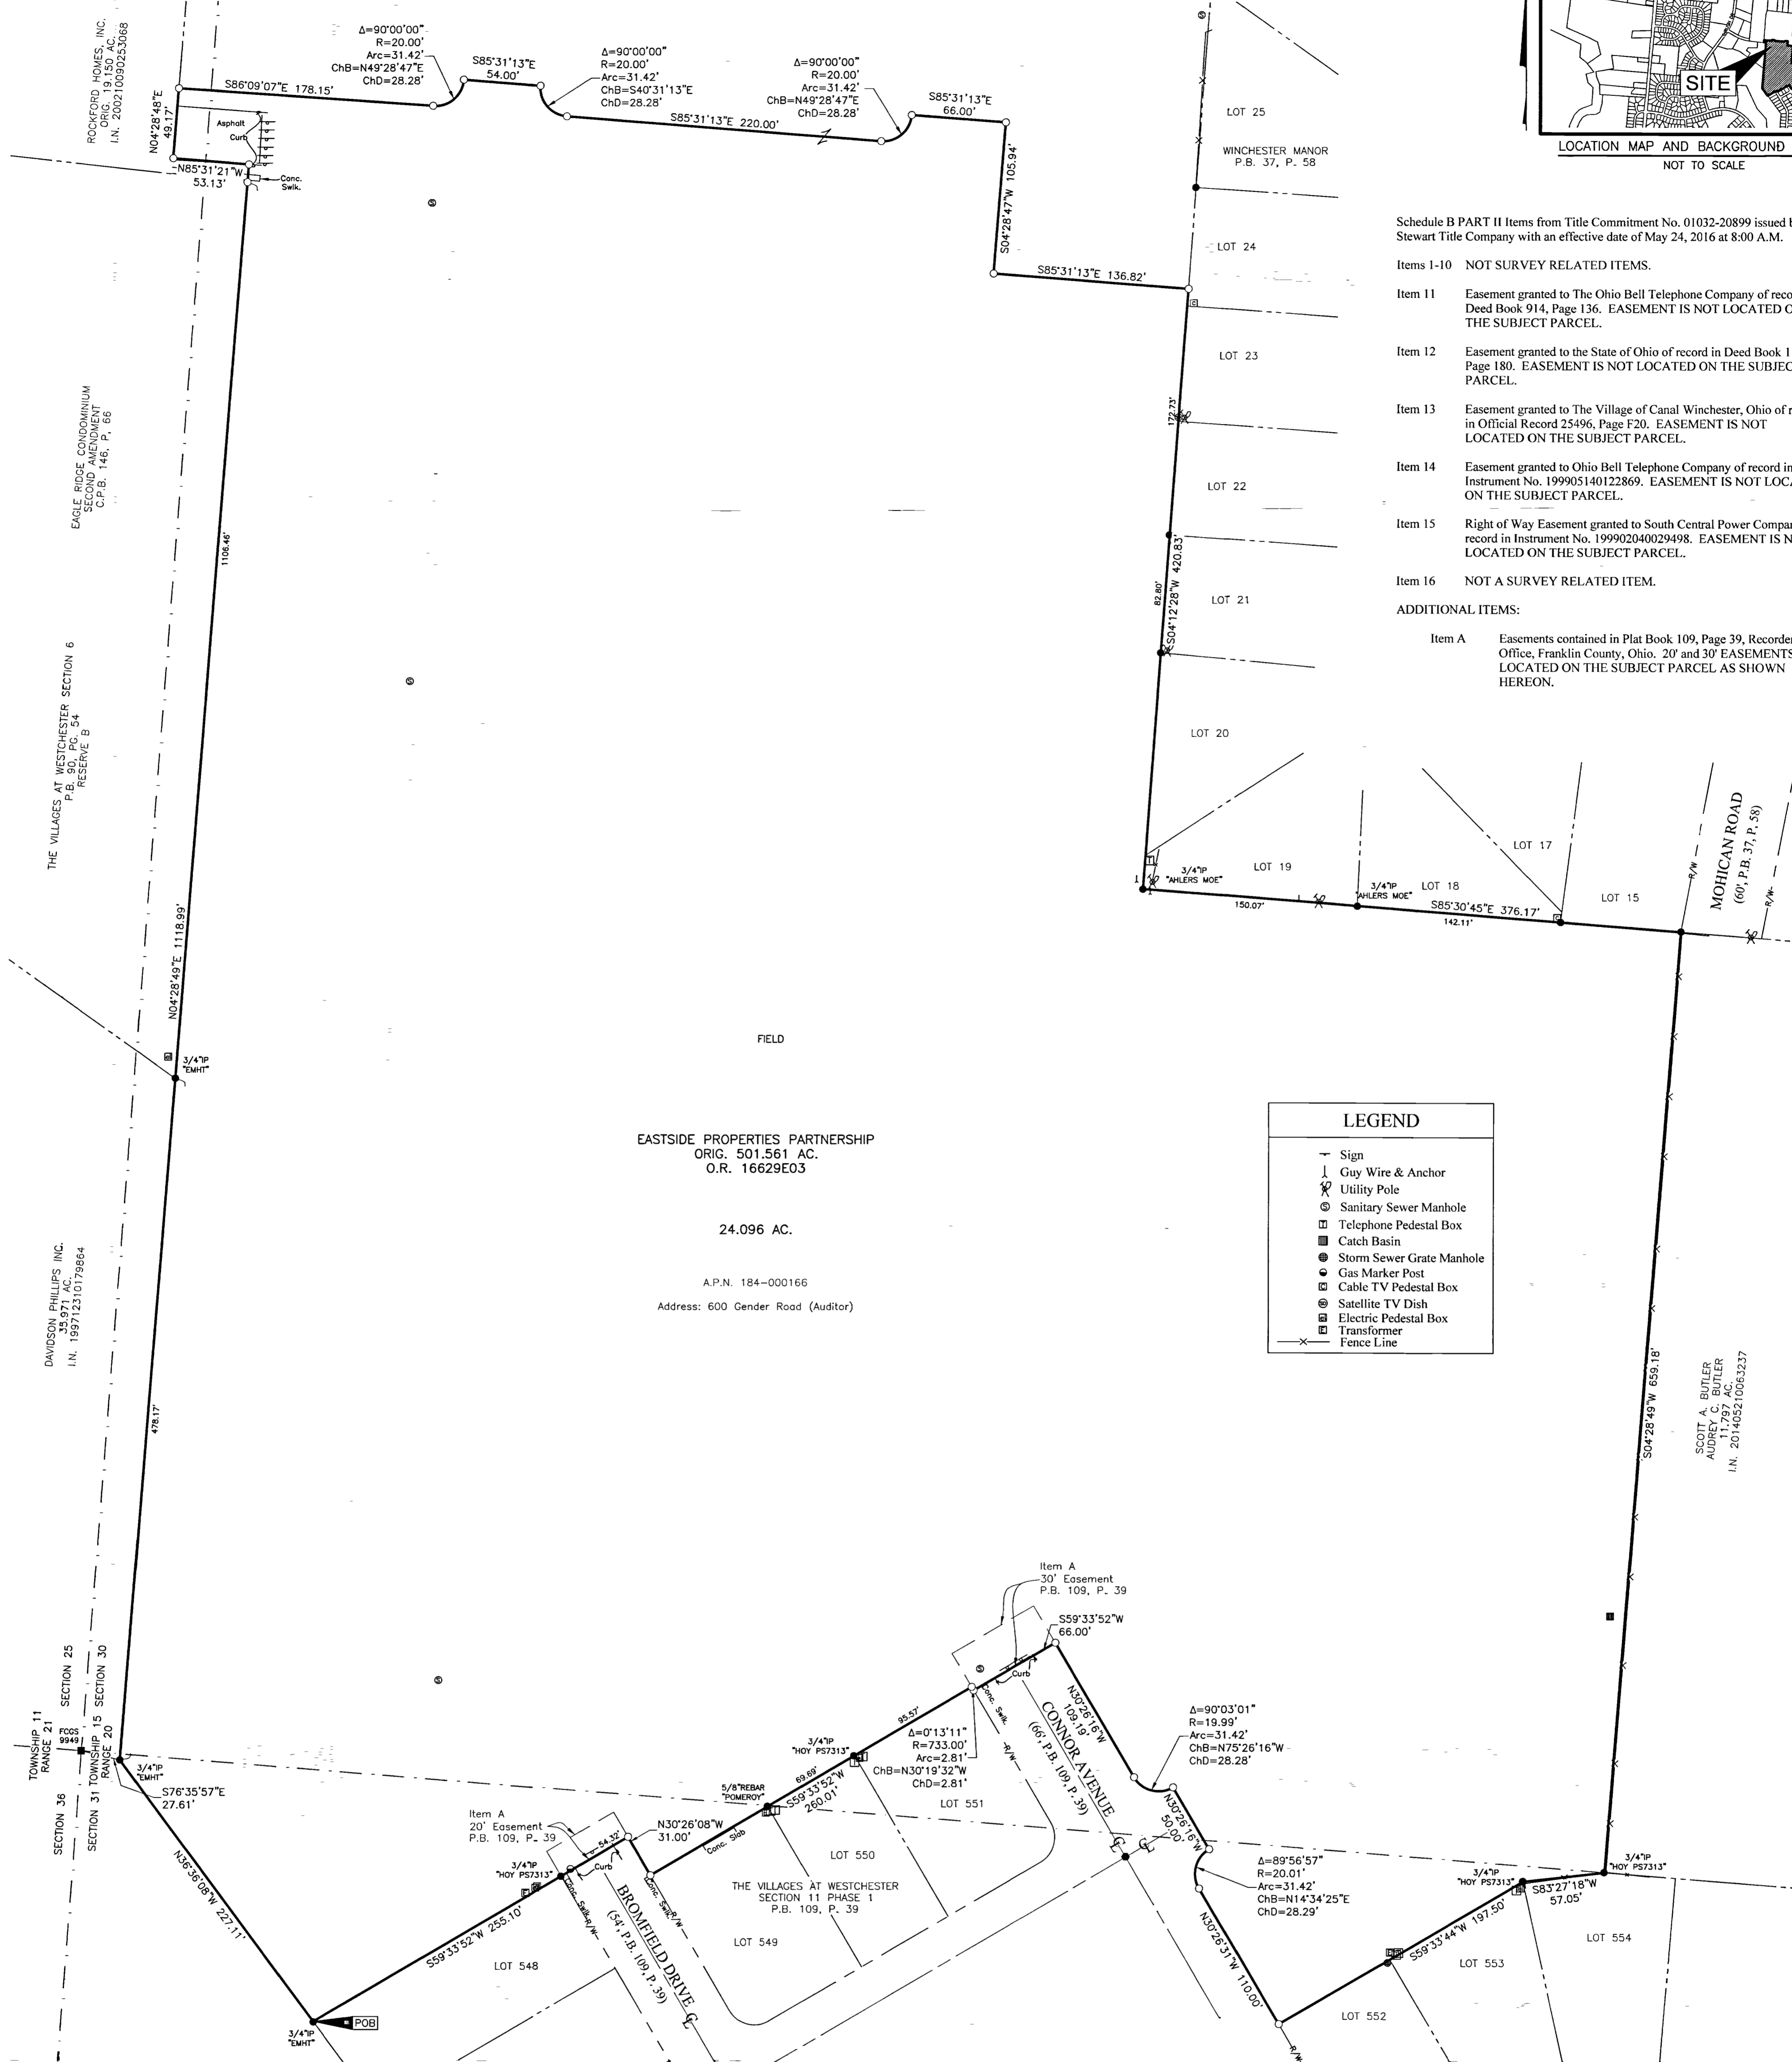 ROCKFORD HOMES, INC.
ORIG. 19.150 AC.
I.N. 200210090253068
N04°28'48"E
49.17'
S86°09'07"E 178.15'
Δ=90°00'00"
R=20.00'
Arc=31.42'
ChB=N49°28'47"E
ChD=28.28'
S85°31'13"E
54.00'
Δ=90°00'00"
R=20.00'
Arc=31.42'
ChB=S40°31'13"E
ChD=28.28'
S85°31'13"E 220.00'
Δ=90°00'00"
R=20.00'
Arc=31.42'
ChB=N49°28'47"E
ChD=28.28'
S85°31'13"E
66.00'
Asphalt
Curb
N85°31'21"W
53.13'
Conc.
Swlk.
S04°28'47"W 105.94'
S85°31'13"E 136.82'
LOT 25
WINCHESTER MANOR
P.B. 37, P. 58
LOT 24
LOT 23
172.73'
LOT 22
S04°12'28"W 420.83'
82.80'
LOT 21
LOT 20
SITE
LOCATION MAP AND BACKGROUND
NOT TO SCALE
Schedule B PART II Items from Title Commitment No. 01032-20899 issued b
Stewart Title Company with an effective date of May 24, 2016 at 8:00 A.M.
Items 1-10 NOT SURVEY RELATED ITEMS.
Item 11 Easement granted to The Ohio Bell Telephone Company of reco
Deed Book 914, Page 136. EASEMENT IS NOT LOCATED O
THE SUBJECT PARCEL.
Item 12 Easement granted to the State of Ohio of record in Deed Book 1
Page 180. EASEMENT IS NOT LOCATED ON THE SUBJEC
PARCEL.
Item 13 Easement granted to The Village of Canal Winchester, Ohio of r
in Official Record 25496, Page F20. EASEMENT IS NOT
LOCATED ON THE SUBJECT PARCEL.
Item 14 Easement granted to Ohio Bell Telephone Company of record in
Instrument No. 199905140122869. EASEMENT IS NOT LOCA
ON THE SUBJECT PARCEL.
Item 15 Right of Way Easement granted to South Central Power Compan
record in Instrument No. 199902040029498. EASEMENT IS N
LOCATED ON THE SUBJECT PARCEL.
Item 16 NOT A SURVEY RELATED ITEM.
ADDITIONAL ITEMS:
Item A Easements contained in Plat Book 109, Page 39, Recorder
Office, Franklin County, Ohio. 20' and 30' EASEMENTS
LOCATED ON THE SUBJECT PARCEL AS SHOWN
HEREON.
EAGLE RIDGE CONDOMINIUM
SECOND AMENDMENT
C.P.B. 146, P, 66
1106.46'
THE VILLAGES AT WESTCHESTER SECTION 6
P.B. 90, PG. 54
RESERVE B
N04°28'49"E 1118.99'
3/4"IP
"EMHT"
3/4"IP
"AHLERS MOE"
LOT 19
150.07'
3/4"IP
"AHLERS MOE"
LOT 18
S85°30'45"E 376.17'
142.11'
LOT 17
LOT 15
R/W
MOHICAN ROAD
(60', P.B. 37, P. 58)
R/W
FIELD
EASTSIDE PROPERTIES PARTNERSHIP
ORIG. 501.561 AC.
O.R. 16629E03
24.096 AC.
A.P.N. 184-000166
Address: 600 Gender Road (Auditor)
LEGEND
Sign
Guy Wire & Anchor
Utility Pole
Sanitary Sewer Manhole
Telephone Pedestal Box
Catch Basin
Storm Sewer Grate Manhole
Gas Marker Post
Cable TV Pedestal Box
Satellite TV Dish
Electric Pedestal Box
Transformer
Fence Line
DAVIDSON PHILLIPS INC.
35.971 AC.
I.N. 199712310179864
478.17'
S04°28'49"W 659.18'
SCOTT A. BUTLER
AUDREY C. BUTLER
11.797 AC.
I.N. 201405210063237
TOWNSHIP 11
RANGE 21
SECTION 25
SECTION 36
SECTION 30
SECTION 31
TOWNSHIP 15
RANGE 20
FCGS
9949
3/4"IP
"EMHT"
S76°35'57"E
27.61'
N36°36'08"W 227.11'
3/4"IP
"EMHT"
POB
S59°33'52"W 255.10'
LOT 548
Item A
20' Easement
P.B. 109, P. 39
3/4"IP
"HOY PS7313"
54.32'
Curb
N30°26'08"W
31.00'
Conc. Swlk.
R/W
BROMFIELD DRIVE
(54', P.B. 109, P. 39)
Conc. Swlk.
R/W
Conc. Slab
5/8"REBAR
"POMEROY"
69.69'
S59°33'52"W
260.01'
3/4"IP
"HOY PS7313"
95.57'
Δ=0°13'11"
R=733.00'
Arc=2.81'
ChB=N30°19'32"W
ChD=2.81'
LOT 551
LOT 550
THE VILLAGES AT WESTCHESTER
SECTION 11 PHASE 1
P.B. 109, P. 39
LOT 549
Item A
30' Easement
P.B. 109, P. 39
S59°33'52"W
66.00'
Curb
Conc. Swlk.
R/W
CONNOR AVENUE
(66', P.B. 109, P. 39)
N30°26'16"W
109.19'
Δ=90°03'01"
R=19.99'
Arc=31.42'
ChB=N75°26'16"W
ChD=28.28'
N30°26'16"W
50.00'
Δ=89°56'57"
R=20.01'
Arc=31.42'
ChB=N14°34'25"E
ChD=28.29'
N30°26'31"W 110.00'
R/W
LOT 552
S59°33'44"W 197.50'
LOT 553
3/4"IP
"HOY PS7313"
S83°27'18"W
57.05'
3/4"IP
"HOY PS7313"
LOT 554